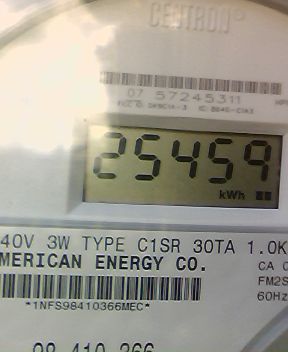 CENTRON®
07 57245311
25459
kWh
40V 3W TYPE C1SR 30TA 1.0K
MERICAN ENERGY CO.
CA 0
FM2S
60Hz
*1NFS98410366MEC*
98 410 366